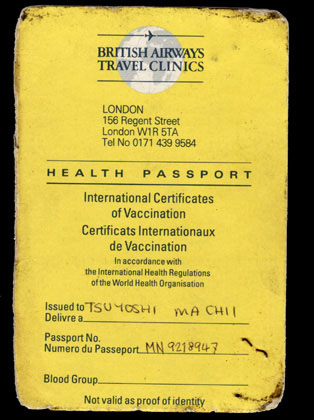 BRITISH AIRWAYS
TRAVEL CLINICS
LONDON
156 Regent Street
London W1R 5TA
Tel No 0171 439 9584
HEALTH PASSPORT
International Certificates
of Vaccination
Certificats Internationaux
de Vaccination
In accordance with
the International Health Regulations
of the World Health Organisation
Issued to TSUYOSHI MACHII
Delivre a
Passport No.
Numero du Passeport MN9218947
Blood Group
Not valid as proof of identity